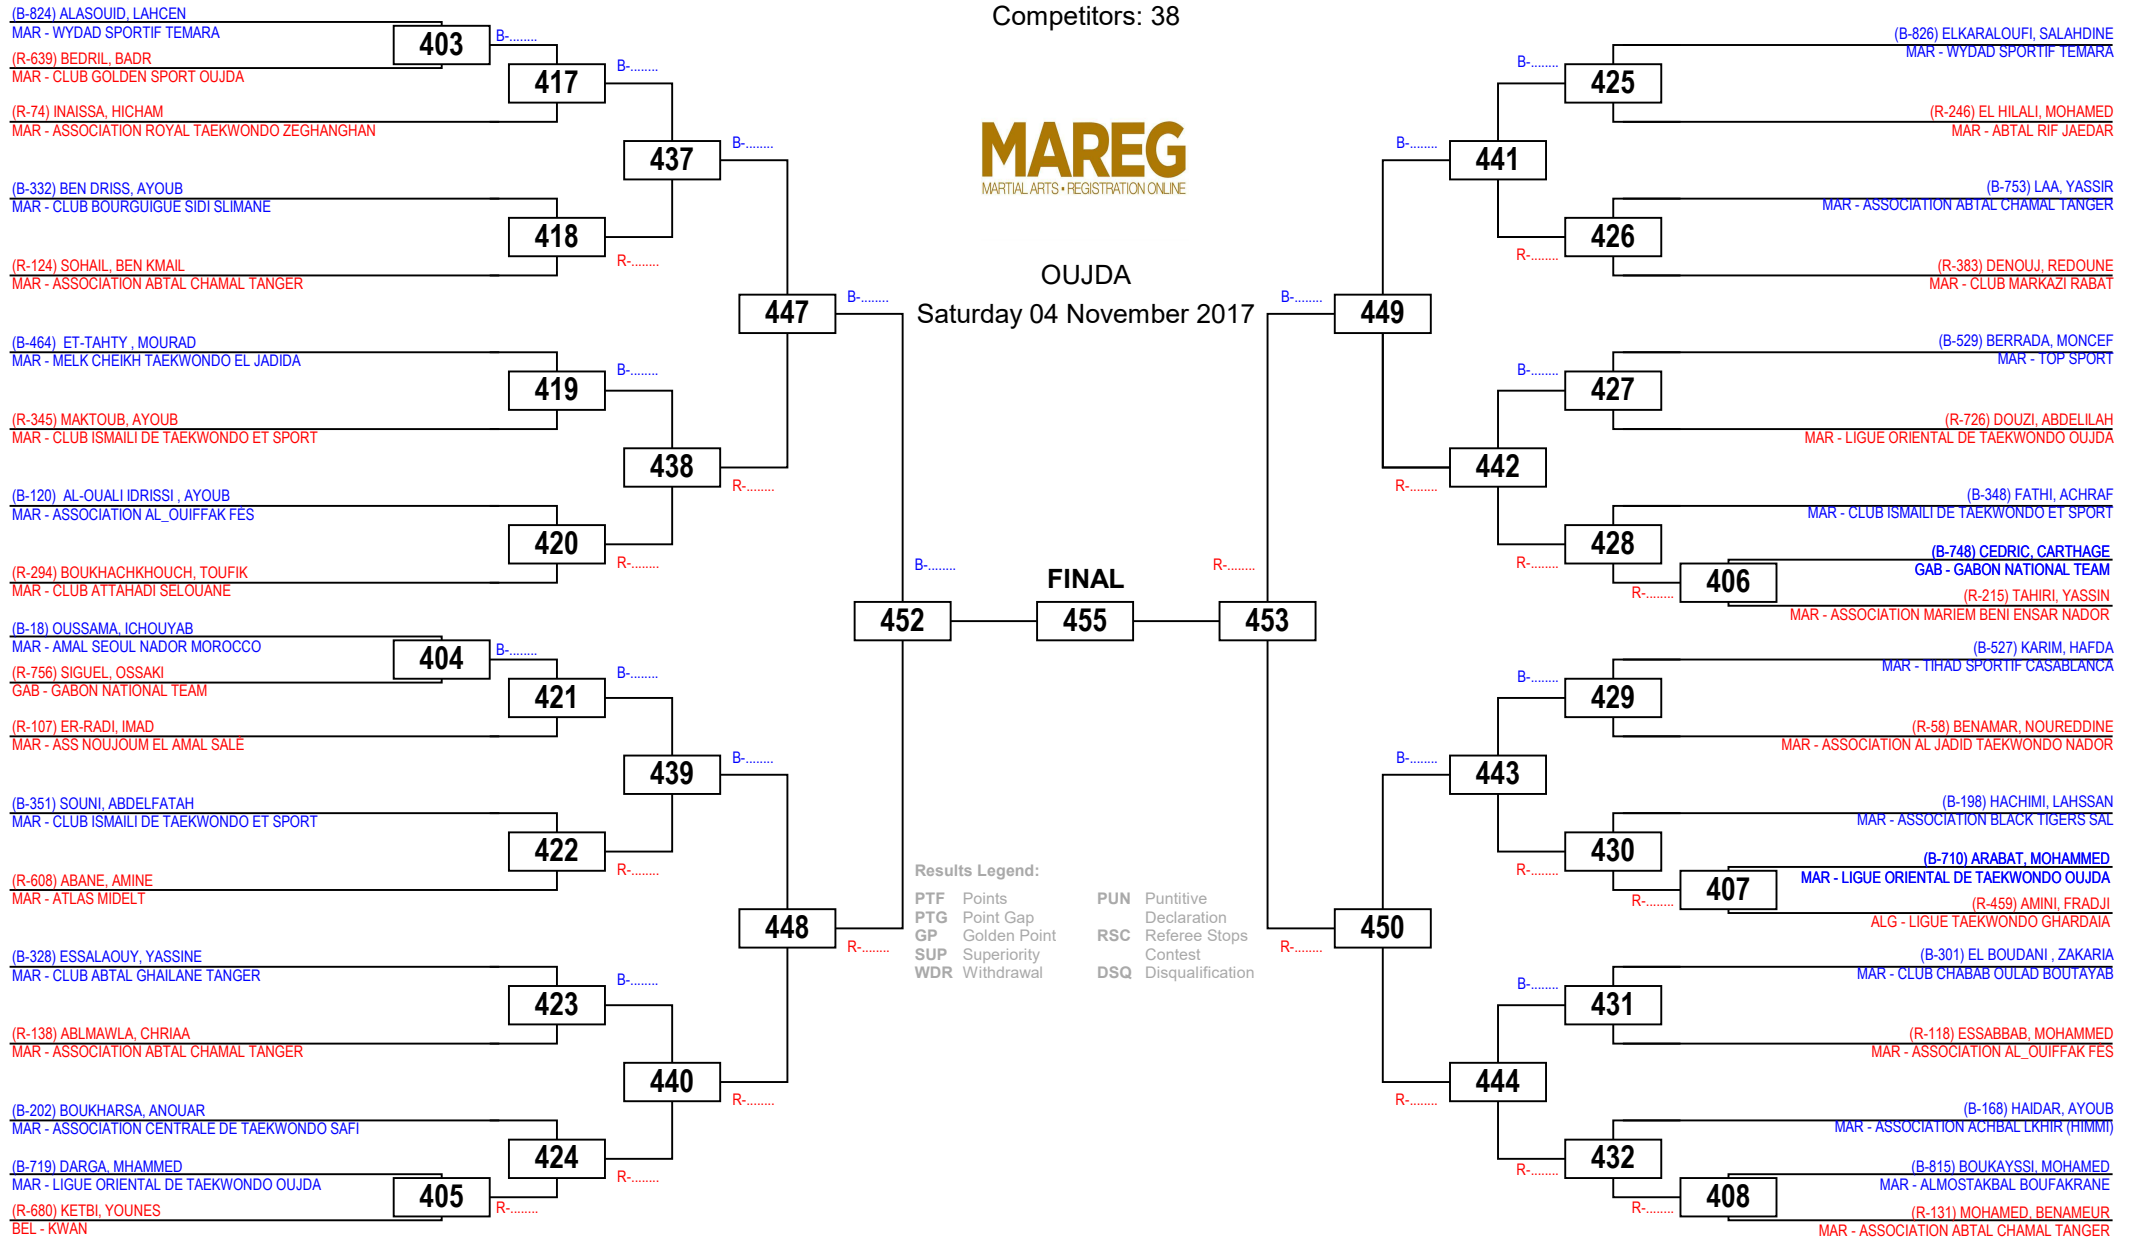 Competitors: 38
MAREG
MARTIAL ARTS • REGISTRATION ONLINE
OUJDA
Saturday 04 November 2017
(B-824) ALASOUID, LAHCEN
MAR - WYDAD SPORTIF TEMARA
403
B-........
(R-639) BEDRIL, BADR
MAR - CLUB GOLDEN SPORT OUJDA
417
B-........
(R-74) INAISSA, HICHAM
MAR - ASSOCIATION ROYAL TAEKWONDO ZEGHANGHAN
437
B-........
(B-332) BEN DRISS, AYOUB
MAR - CLUB BOURGUIGUE SIDI SLIMANE
418
R-........
(R-124) SOHAIL, BEN KMAIL
MAR - ASSOCIATION ABTAL CHAMAL TANGER
447
B-........
(B-464) ET-TAHTY , MOURAD
MAR - MELK CHEIKH TAEKWONDO EL JADIDA
419
B-........
(R-345) MAKTOUB, AYOUB
MAR - CLUB ISMAILI DE TAEKWONDO ET SPORT
438
R-........
(B-120) AL-OUALI IDRISSI , AYOUB
MAR - ASSOCIATION AL_OUIFFAK FES
420
R-........
(R-294) BOUKHACHKHOUCH, TOUFIK
MAR - CLUB ATTAHADI SELOUANE
B-........
452
(B-18) OUSSAMA, ICHOUYAB
MAR - AMAL SEOUL NADOR MOROCCO
404
B-........
(R-756) SIGUEL, OSSAKI
GAB - GABON NATIONAL TEAM
421
B-........
(R-107) ER-RADI, IMAD
MAR - ASS NOUJOUM EL AMAL SALE
439
B-........
(B-351) SOUNI, ABDELFATAH
MAR - CLUB ISMAILI DE TAEKWONDO ET SPORT
422
R-........
(R-608) ABANE, AMINE
MAR - ATLAS MIDELT
448
R-........
(B-328) ESSALAOUY, YASSINE
MAR - CLUB ABTAL GHAILANE TANGER
423
B-........
(R-138) ABLMAWLA, CHRIAA
MAR - ASSOCIATION ABTAL CHAMAL TANGER
440
R-........
(B-202) BOUKHARSA, ANOUAR
MAR - ASSOCIATION CENTRALE DE TAEKWONDO SAFI
424
R-........
(B-719) DARGA, MHAMMED
MAR - LIGUE ORIENTAL DE TAEKWONDO OUJDA
405
R-........
(R-680) KETBI, YOUNES
BEL - KWAN
FINAL
455
Results Legend:
PTF Points
PTG Point Gap
GP Golden Point
SUP Superiority
WDR Withdrawal
PUN Puntitive
Declaration
RSC Referee Stops
Contest
DSQ Disqualification
(B-826) ELKARALOUFI, SALAHDINE
MAR - WYDAD SPORTIF TEMARA
B-........
425
(R-246) EL HILALI, MOHAMED
MAR - ABTAL RIF JAEDAR
B-........
441
(B-753) LAA, YASSIR
MAR - ASSOCIATION ABTAL CHAMAL TANGER
426
R-........
(R-383) DENOUJ, REDOUNE
MAR - CLUB MARKAZI RABAT
B-........
449
(B-529) BERRADA, MONCEF
MAR - TOP SPORT
B-........
427
(R-726) DOUZI, ABDELILAH
MAR - LIGUE ORIENTAL DE TAEKWONDO OUJDA
442
R-........
(B-348) FATHI, ACHRAF
MAR - CLUB ISMAILI DE TAEKWONDO ET SPORT
428
R-........
(B-748) CEDRIC, CARTHAGE
GAB - GABON NATIONAL TEAM
406
R-........
(R-215) TAHIRI, YASSIN
MAR - ASSOCIATION MARIEM BENI ENSAR NADOR
R-........
453
(B-527) KARIM, HAFDA
MAR - TIHAD SPORTIF CASABLANCA
B-........
429
(R-58) BENAMAR, NOUREDDINE
MAR - ASSOCIATION AL JADID TAEKWONDO NADOR
B-........
443
(B-198) HACHIMI, LAHSSAN
MAR - ASSOCIATION BLACK TIGERS SAL
430
R-........
(B-710) ARABAT, MOHAMMED
MAR - LIGUE ORIENTAL DE TAEKWONDO OUJDA
407
R-........
(R-459) AMINI, FRADJI
ALG - LIGUE TAEKWONDO GHARDAIA
450
R-........
(B-301) EL BOUDANI , ZAKARIA
MAR - CLUB CHABAB OULAD BOUTAYAB
B-........
431
(R-118) ESSABBAB, MOHAMMED
MAR - ASSOCIATION AL_OUIFFAK FES
444
R-........
(B-168) HAIDAR, AYOUB
MAR - ASSOCIATION ACHBAL LKHIR (HIMMI)
432
R-........
(B-815) BOUKAYSSI, MOHAMED
MAR - ALMOSTAKBAL BOUFAKRANE
408
R-........
(R-131) MOHAMED, BENAMEUR
MAR - ASSOCIATION ABTAL CHAMAL TANGER